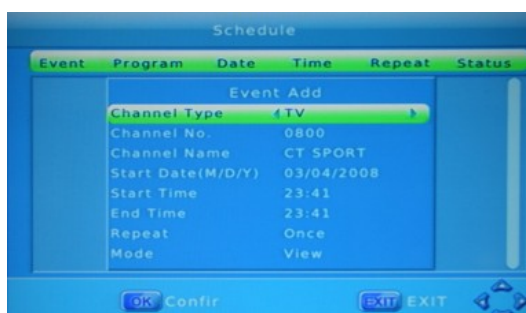 Schedule
Event Program Date Time Repeat Status
Event Add
Channel Type TV
Channel No. 0800
Channel Name CT SPORT
Start Date(M/D/Y) 03/04/2008
Start Time 23:41
End Time 23:41
Repeat Once
Mode View
OK Confir EXIT EXIT